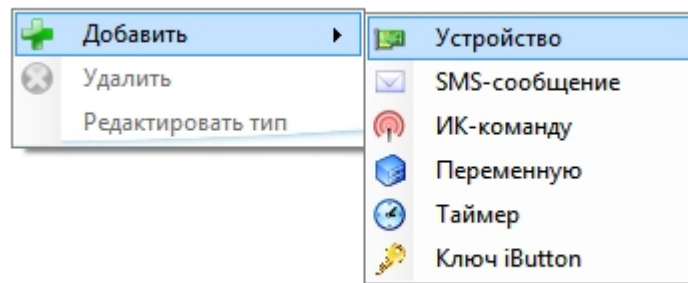 Добавить
Удалить
Редактировать тип
Устройство
SMS-сообщение
ИК-команду
Переменную
Таймер
Ключ iButton